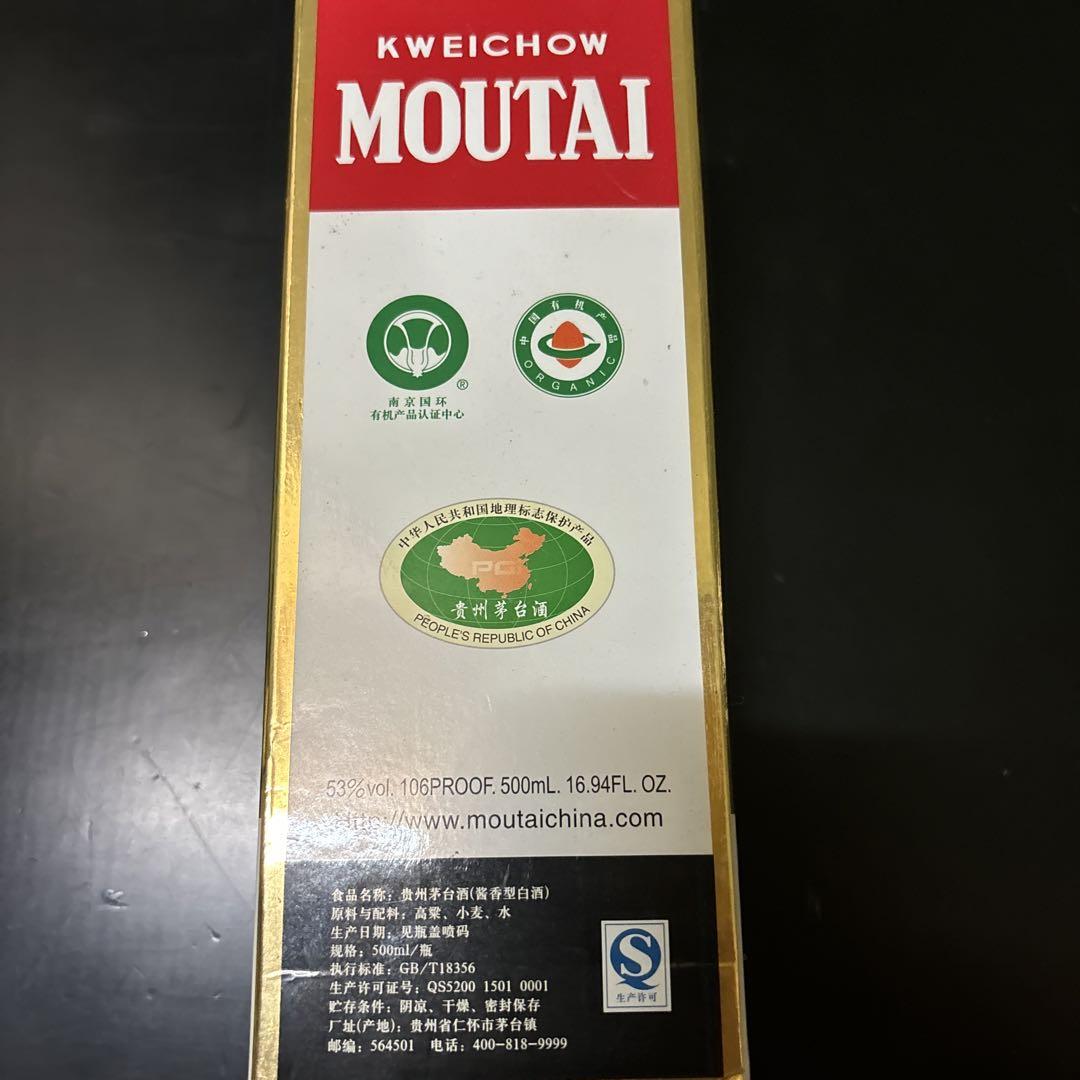 KWEICHOW
MOUTAI
®
南京国环
有机产品认证中心
中国有机产品
ORGANIC
中华人民共和国地理标志保护产品
PGI
贵州茅台酒
PEOPLE'S REPUBLIC OF CHINA
53%vol. 106PROOF. 500mL. 16.94FL. OZ.
Http://www.moutaichina.com
食品名称：贵州茅台酒(酱香型白酒)
原料与配料：高粱、小麦、水
生产日期：见瓶盖喷码
规格：500ml/瓶
执行标准：GB/T18356
生产许可证号：QS5200 1501 0001
贮存条件：阴凉、干燥、密封保存
厂址(产地)：贵州省仁怀市茅台镇
邮编：564501 电话：400-818-9999
S
生产许可